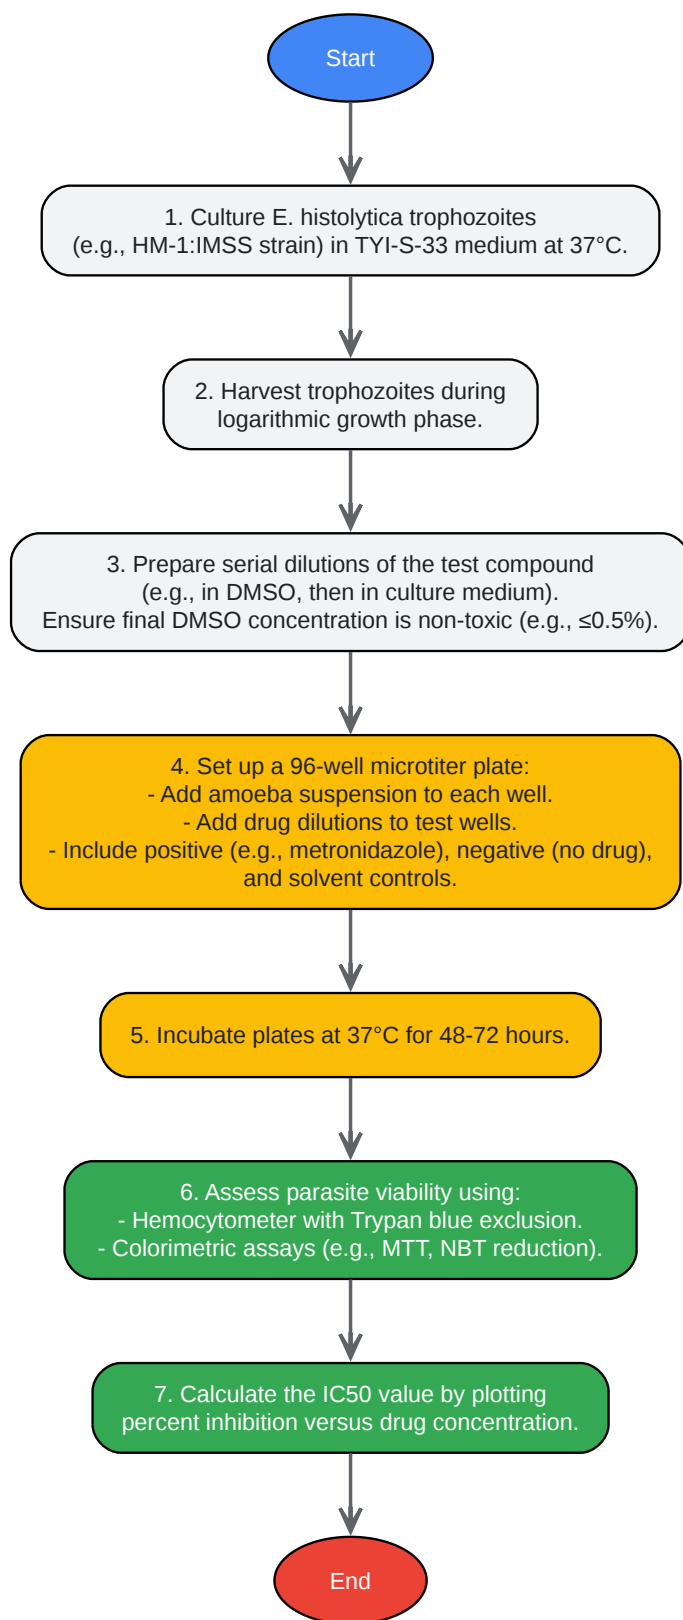 Start
1. Culture E. histolytica trophozoites
(e.g., HM-1:IMSS strain) in TYI-S-33 medium at 37°C.
2. Harvest trophozoites during
logarithmic growth phase.
3. Prepare serial dilutions of the test compound
(e.g., in DMSO, then in culture medium).
Ensure final DMSO concentration is non-toxic (e.g., ≤0.5%).
4. Set up a 96-well microtiter plate:
- Add amoeba suspension to each well.
- Add drug dilutions to test wells.
- Include positive (e.g., metronidazole), negative (no drug),
and solvent controls.
5. Incubate plates at 37°C for 48-72 hours.
6. Assess parasite viability using:
- Hemocytometer with Trypan blue exclusion.
- Colorimetric assays (e.g., MTT, NBT reduction).
7. Calculate the IC50 value by plotting
percent inhibition versus drug concentration.
End